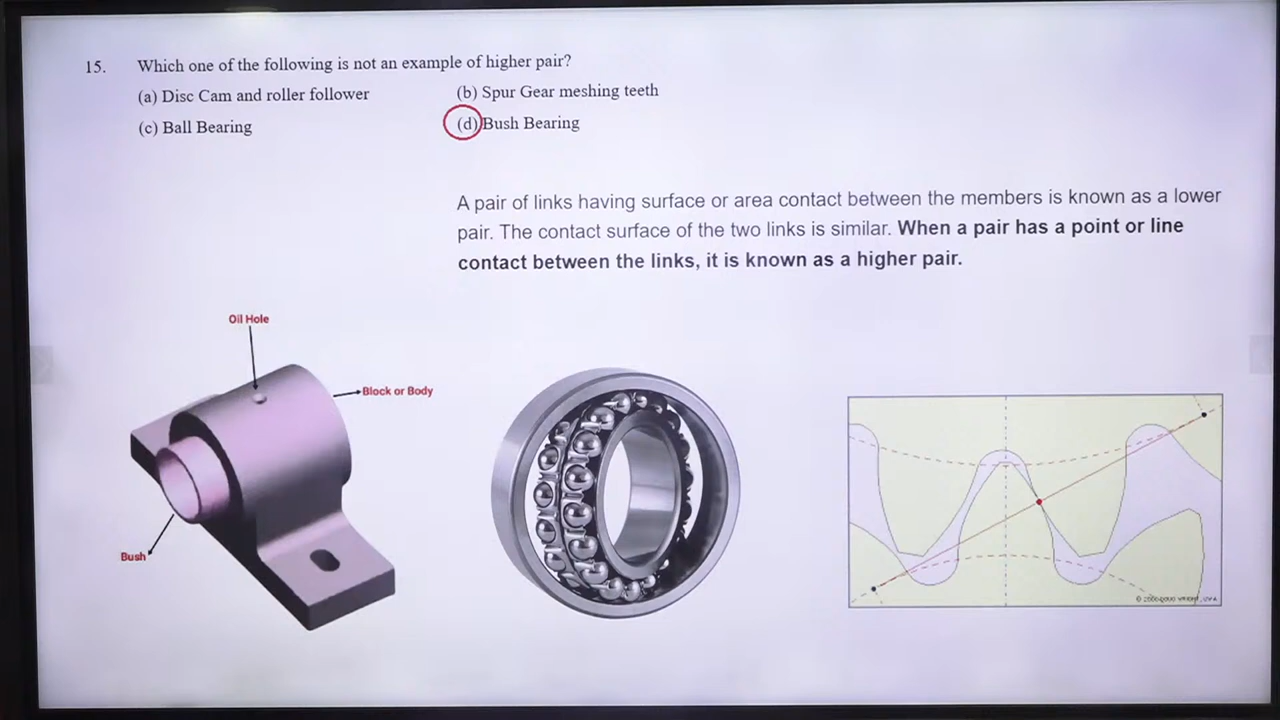 15. Which one of the following is not an example of higher pair?
(a) Disc Cam and roller follower (b) Spur Gear meshing teeth
(c) Ball Bearing (d) Bush Bearing
A pair of links having surface or area contact between the members is known as a lower
pair. The contact surface of the two links is similar. When a pair has a point or line
contact between the links, it is known as a higher pair.
Oil Hole
Block or Body
Bush